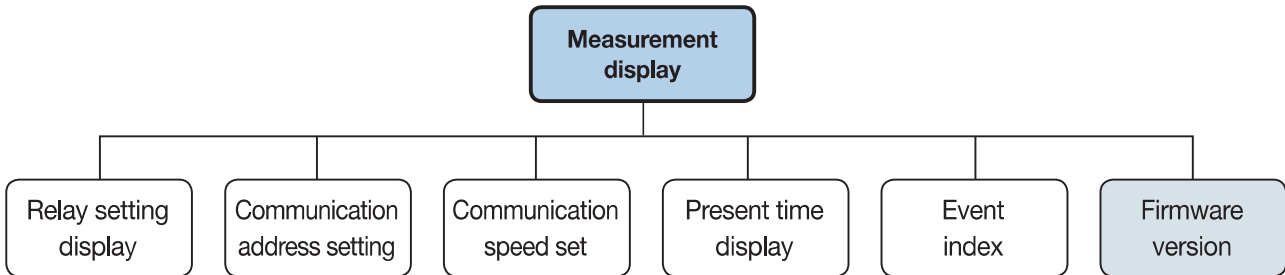 Measurement
display
Relay setting
display
Communication
address setting
Communication
speed set
Present time
display
Event
index
Firmware
version